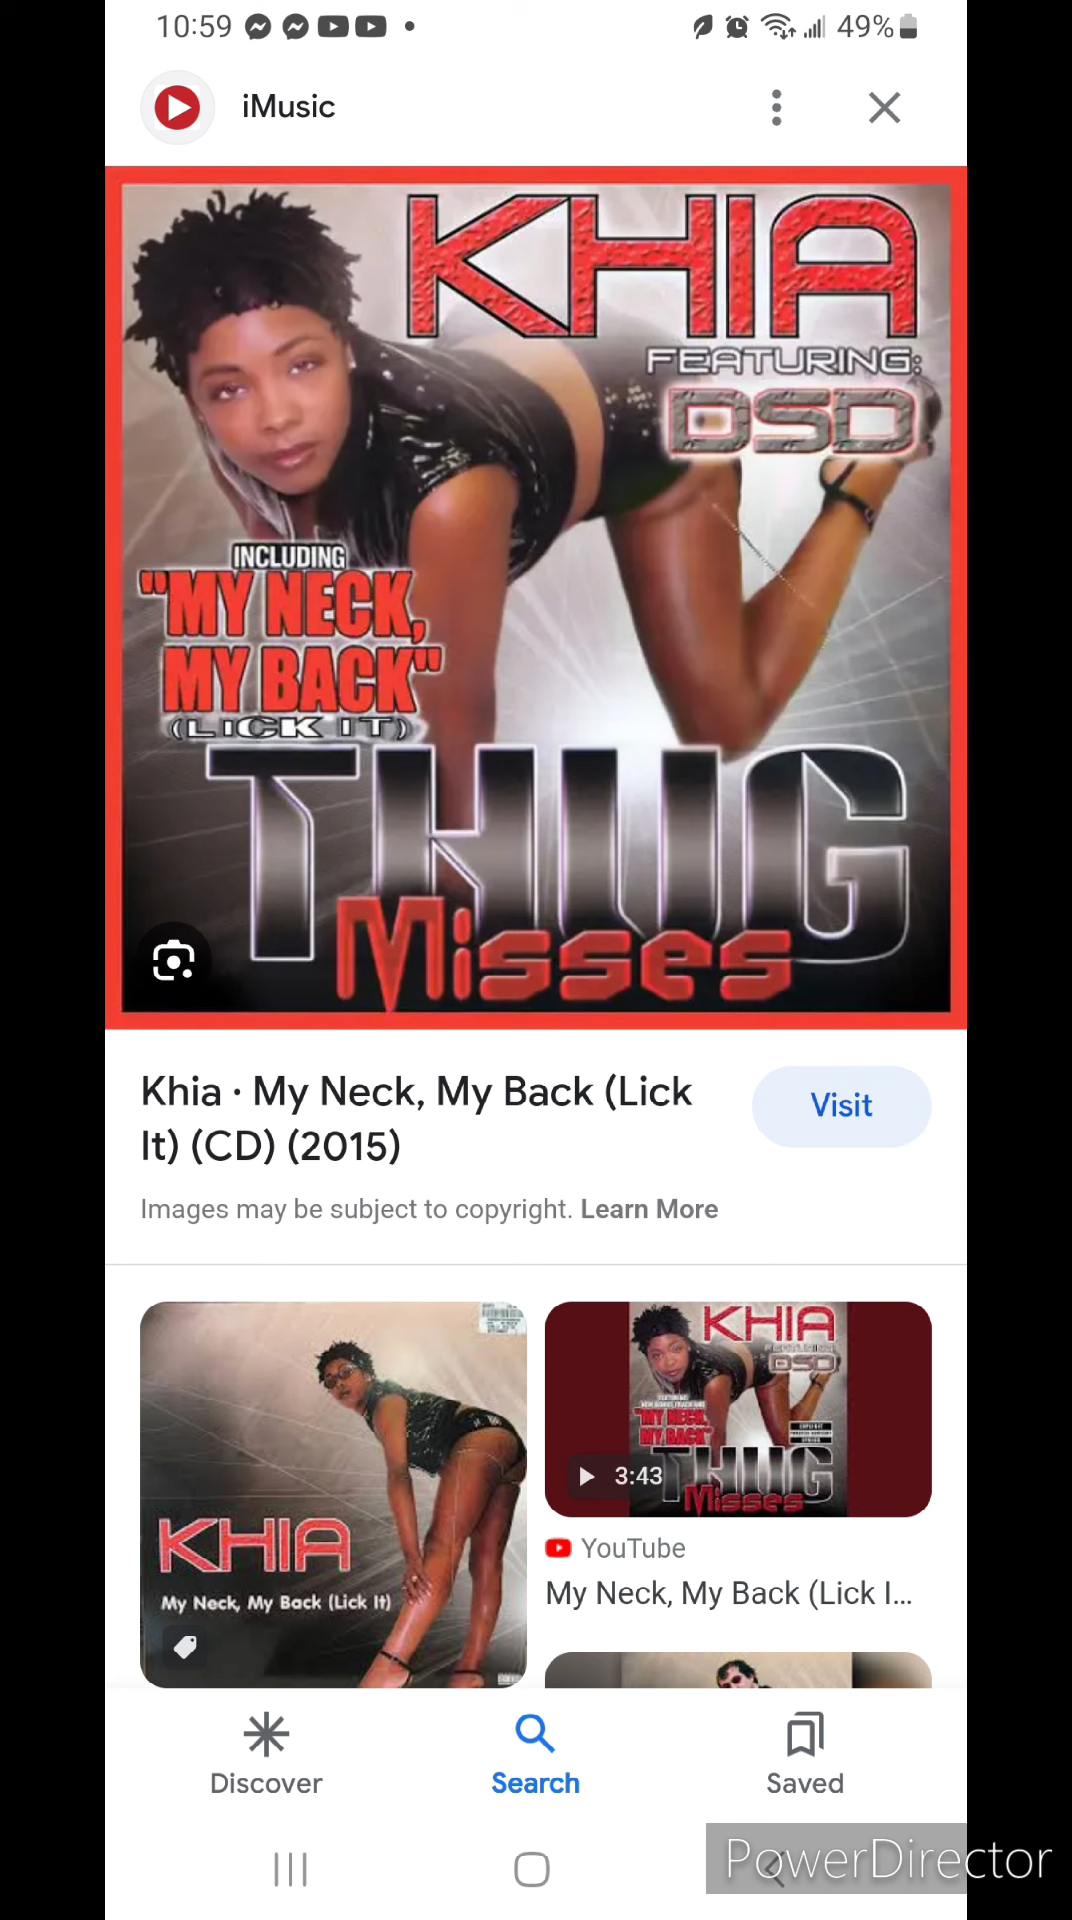 10:59
49%
iMusic
KHIA
FEATURING:
DSD
INCLUDING
"MY NECK,
MY BACK"
(LICK IT)
THUG
Misses
Khia · My Neck, My Back (Lick
It) (CD) (2015)
Visit
Images may be subject to copyright. Learn More
KHIA
My Neck, My Back (Lick It)
KHIA
FEATURING:
DSD
"MY NECK,
MY BACK"
THUG
Misses
3:43
YouTube
My Neck, My Back (Lick I...
Discover
Search
Saved
PowerDirector